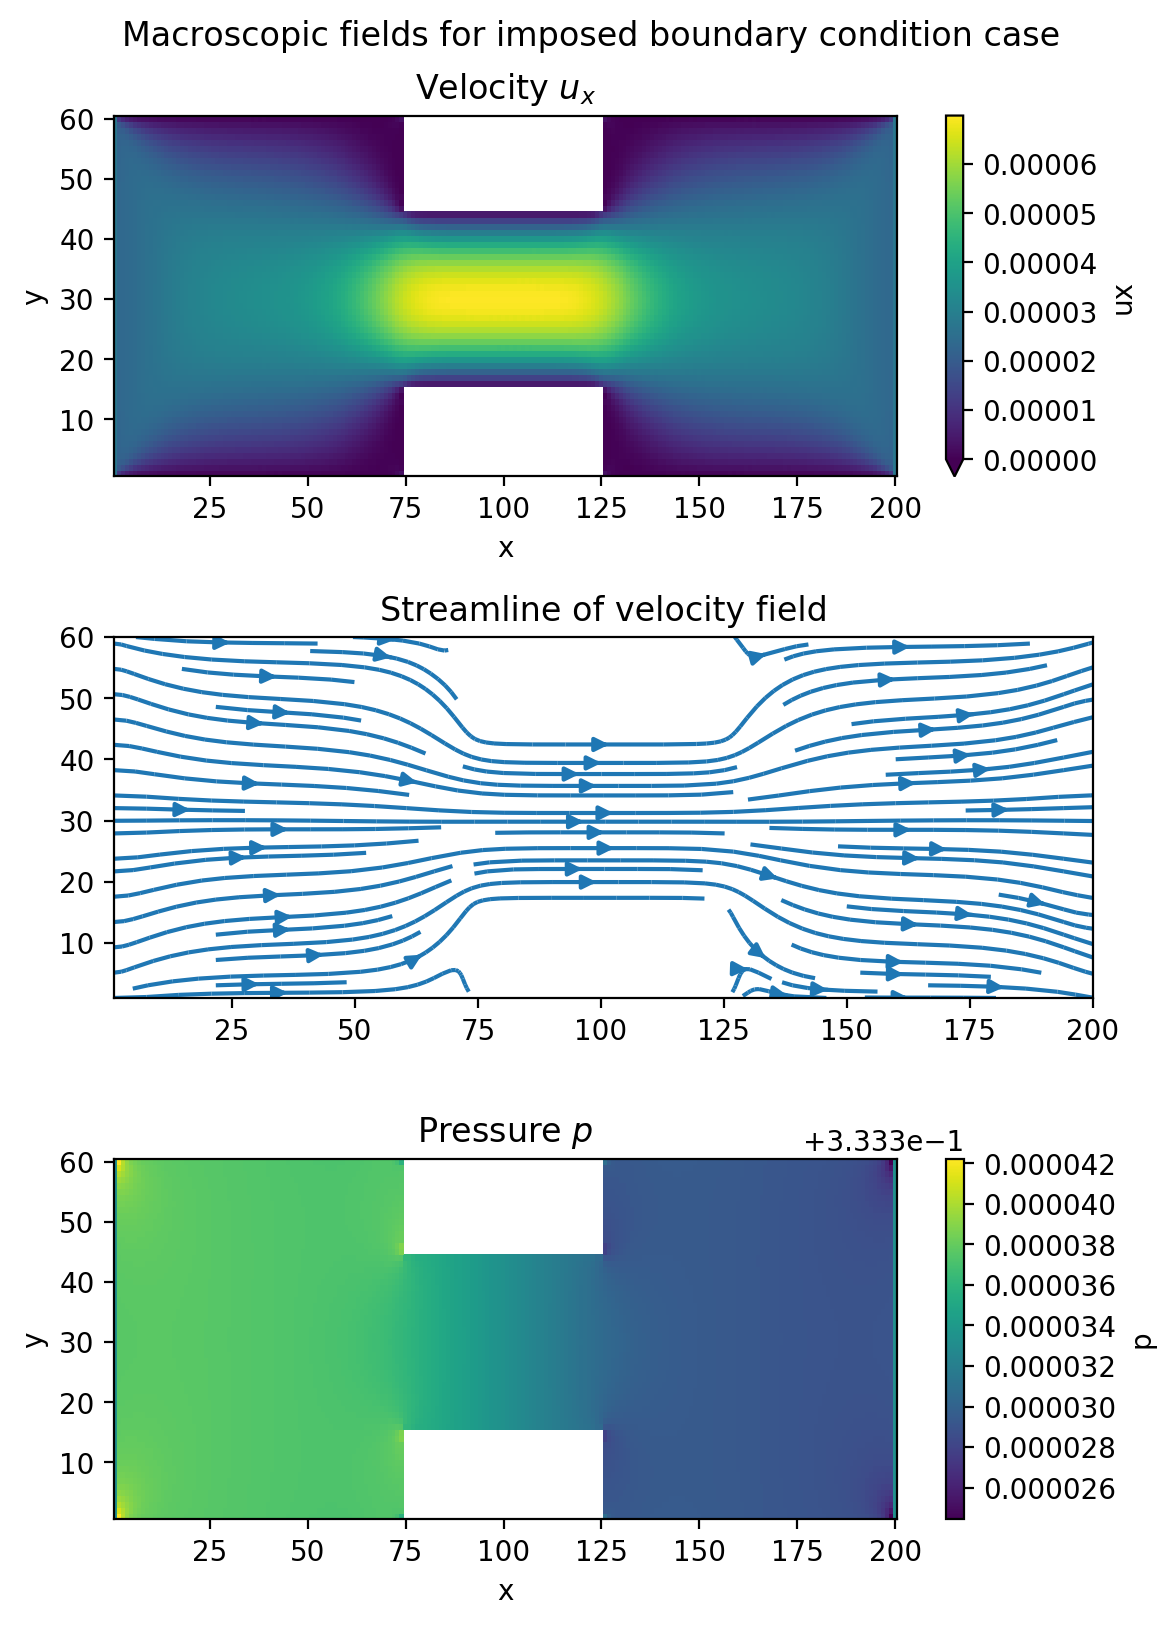 Macroscopic fields for imposed boundary condition case
Velocity u_x
60
50
40
30
20
10
y
25 50 75 100 125 150 175 200
x
0.00006
0.00005
0.00004
0.00003
0.00002
0.00001
0.00000
ux
Streamline of velocity field
60
50
40
30
20
10
25 50 75 100 125 150 175 200
Pressure p
+3.333e−1
60
50
40
30
20
10
y
25 50 75 100 125 150 175 200
x
0.000042
0.000040
0.000038
0.000036
0.000034
0.000032
0.000030
0.000028
0.000026
p